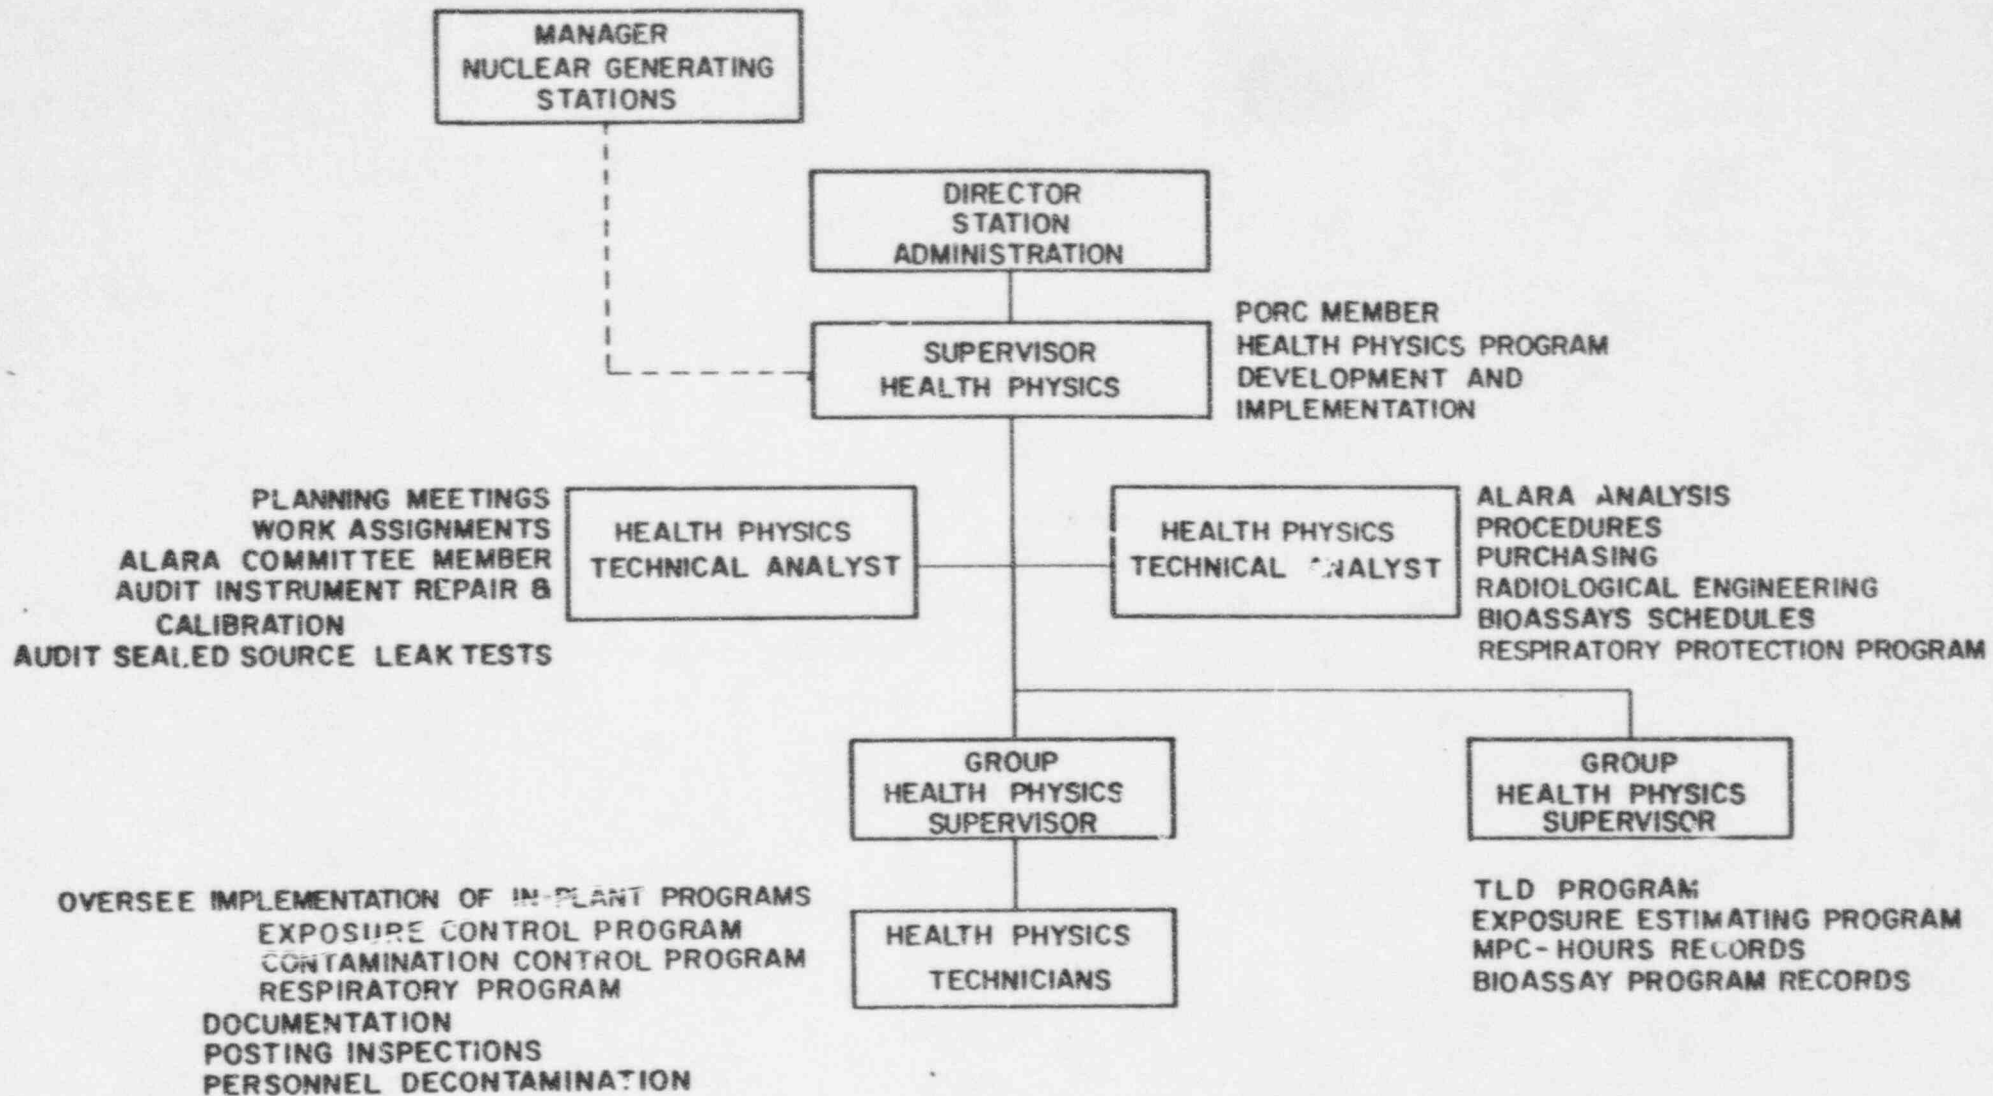 MANAGER
NUCLEAR GENERATING
STATIONS
DIRECTOR
STATION
ADMINISTRATION
SUPERVISOR
HEALTH PHYSICS
PORC MEMBER
HEALTH PHYSICS PROGRAM
DEVELOPMENT AND
IMPLEMENTATION
PLANNING MEETINGS
WORK ASSIGNMENTS
ALARA COMMITTEE MEMBER
AUDIT INSTRUMENT REPAIR &
CALIBRATION
AUDIT SEALED SOURCE LEAK TESTS
HEALTH PHYSICS
TECHNICAL ANALYST
HEALTH PHYSICS
TECHNICAL ANALYST
ALARA ANALYSIS
PROCEDURES
PURCHASING
RADIOLOGICAL ENGINEERING
BIOASSAYS SCHEDULES
RESPIRATORY PROTECTION PROGRAM
GROUP
HEALTH PHYSICS
SUPERVISOR
GROUP
HEALTH PHYSICS
SUPERVISOR
OVERSEE IMPLEMENTATION OF IN-PLANT PROGRAMS
EXPOSURE CONTROL PROGRAM
CONTAMINATION CONTROL PROGRAM
RESPIRATORY PROGRAM
DOCUMENTATION
POSTING INSPECTIONS
PERSONNEL DECONTAMINATION
HEALTH PHYSICS
TECHNICIANS
TLD PROGRAM
EXPOSURE ESTIMATING PROGRAM
MPC-HOURS RECORDS
BIOASSAY PROGRAM RECORDS